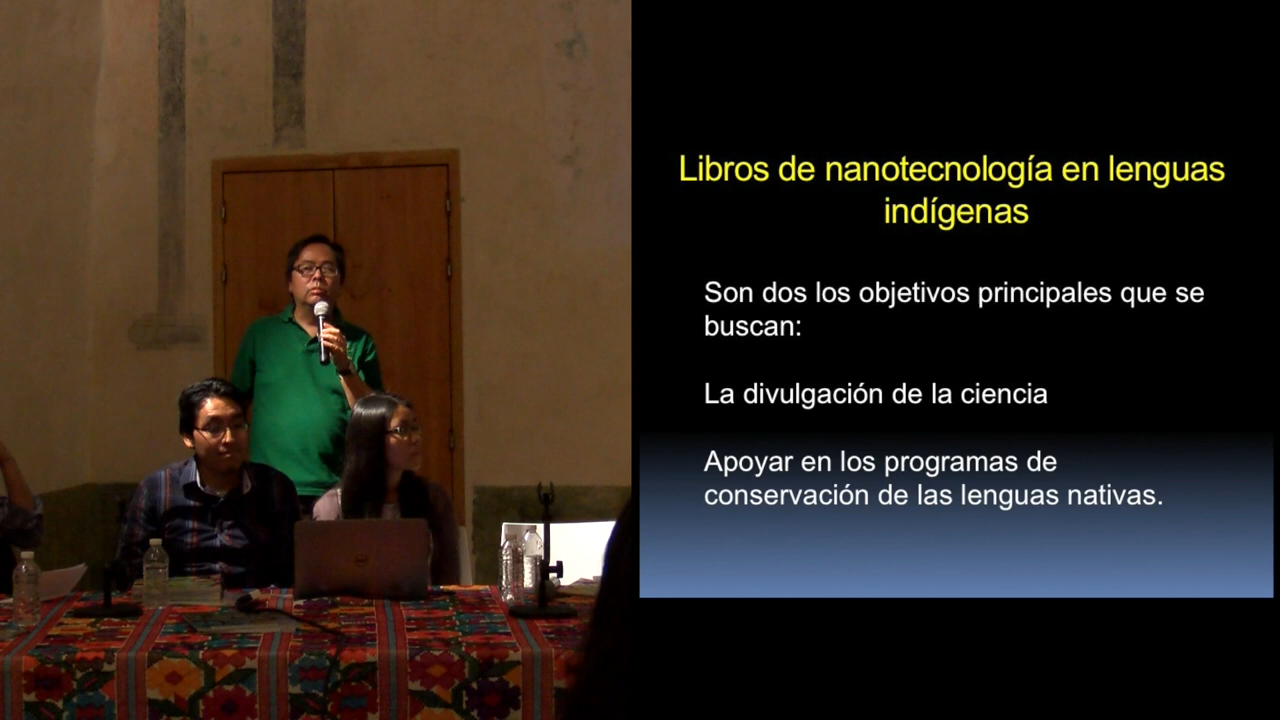 Libros de nanotecnología en lenguas
indígenas
Son dos los objetivos principales que se
buscan:
La divulgación de la ciencia
Apoyar en los programas de
conservación de las lenguas nativas.